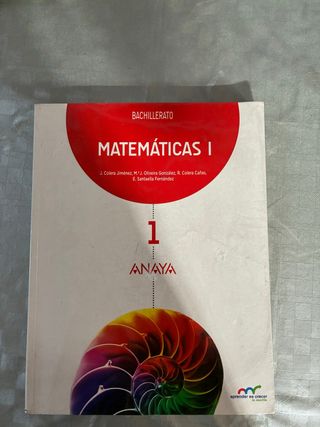 BACHILLERATO
MATEMÁTICAS I
J. Colera Jiménez, M.ª J. Oliveira González, R. Colera Cañas,
E. Santaella Fernández
1
ANAYA
aprender es crecer